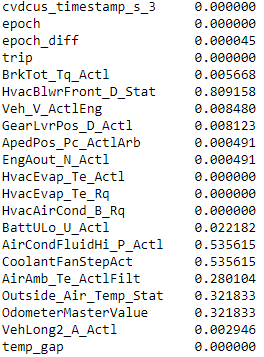 cvdcus_timestamp_s_3 0.000000
epoch 0.000000
epoch_diff 0.000045
trip 0.000000
BrkTot_Tq_Actl 0.005668
HvacBlwrFront_D_Stat 0.809158
Veh_V_ActlEng 0.008480
GearLvrPos_D_Actl 0.008123
ApedPos_Pc_ActlArb 0.000491
EngAout_N_Actl 0.000491
HvacEvap_Te_Actl 0.000000
HvacEvap_Te_Rq 0.000000
HvacAirCond_B_Rq 0.000000
BattULo_U_Actl 0.022182
AirCondFluidHi_P_Actl 0.535615
CoolantFanStepAct 0.535615
AirAmb_Te_ActlFilt 0.280104
Outside_Air_Temp_Stat 0.321833
OdometerMasterValue 0.321833
VehLong2_A_Actl 0.002946
temp_gap 0.000000